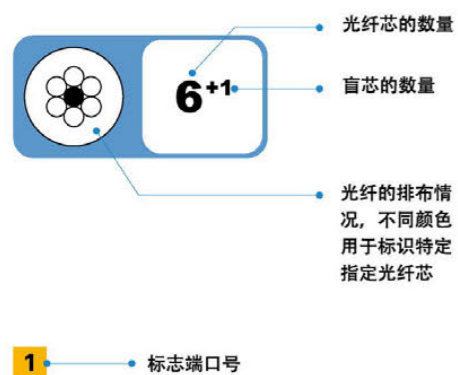 光纤芯的数量
6+1
盲芯的数量
光纤的排布情
况，不同颜色
用于标识特定
指定光纤芯
1
标志端口号